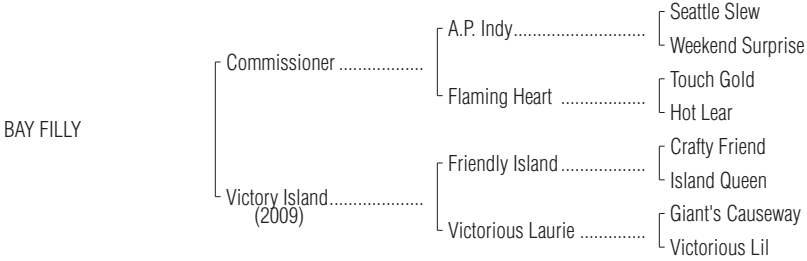 Seattle Slew
A.P. Indy..............................
Weekend Surprise
Commissioner ...................
Touch Gold
Flaming Heart ...................
Hot Lear
BAY FILLY
Crafty Friend
Friendly Island...................
Island Queen
Victory Island.....................
(2009)
Giant's Causeway
Victorious Laurie ...............
Victorious Lil